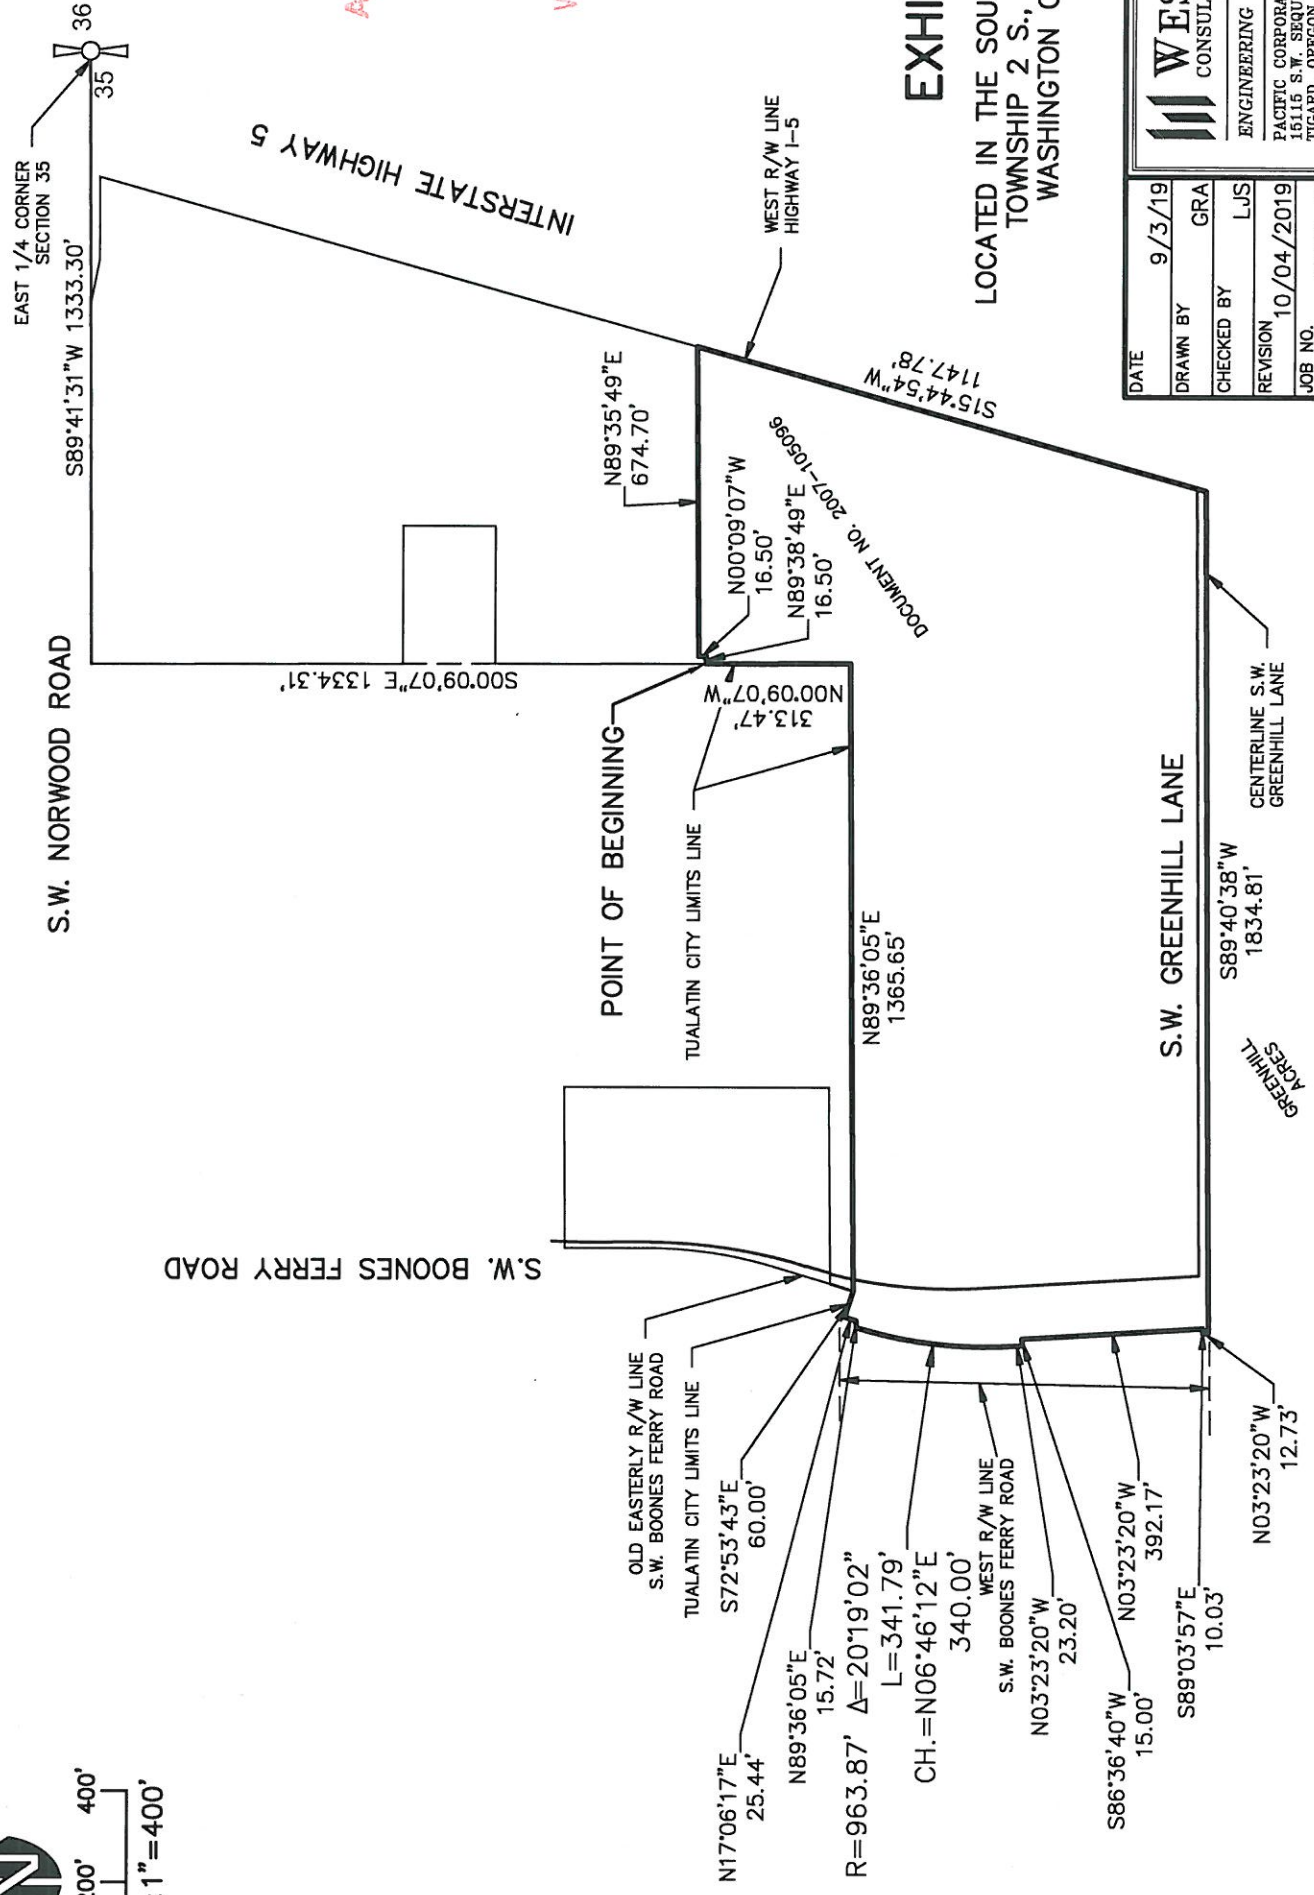 S.W. NORWOOD ROAD
EAST 1/4 CORNER
SECTION 35
36
35
S89°41'31"W 1333.30'
INTERSTATE HIGHWAY 5
S00°09'07"E 1334.31'
N89°35'49"E
674.70'
N00°09'07"W
16.50'
N89°38'49"E
16.50'
DOCUMENT NO. 2007-105096
WEST R/W LINE
HIGHWAY I-5
S15°44'54"W
1147.78'
POINT OF BEGINNING
TUALATIN CITY LIMITS LINE
N00°09'07"W
313.47'
N89°36'05"E
1365.65'
S.W. BOONES FERRY ROAD
OLD EASTERLY R/W LINE
S.W. BOONES FERRY ROAD
TUALATIN CITY LIMITS LINE
S72°53'43"E
60.00'
N17°06'17"E
25.44'
N89°36'05"E
15.72'
R=963.87' Δ=20°19'02"
L=341.79'
CH.=N06°46'12"E
340.00'
WEST R/W LINE
S.W. BOONES FERRY ROAD
N03°23'20"W
23.20'
S86°36'40"W
15.00'
N03°23'20"W
392.17'
S89°03'57"E
10.03'
N03°23'20"W
12.73'
S.W. GREENHILL LANE
S89°40'38"W
1834.81'
CENTERLINE S.W.
GREENHILL LANE
GREENHILL
ACRES
N
200'
400'
1"=400'
EXHI
LOCATED IN THE SOU
TOWNSHIP 2 S.,
WASHINGTON C
DATE 9/3/19
DRAWN BY GRA
CHECKED BY LJS
REVISION 10/04/2019
JOB NO.
WES
CONSUL
ENGINEERING
PACIFIC CORPORA
15115 S.W. SEQU
TIGARD, OREGON